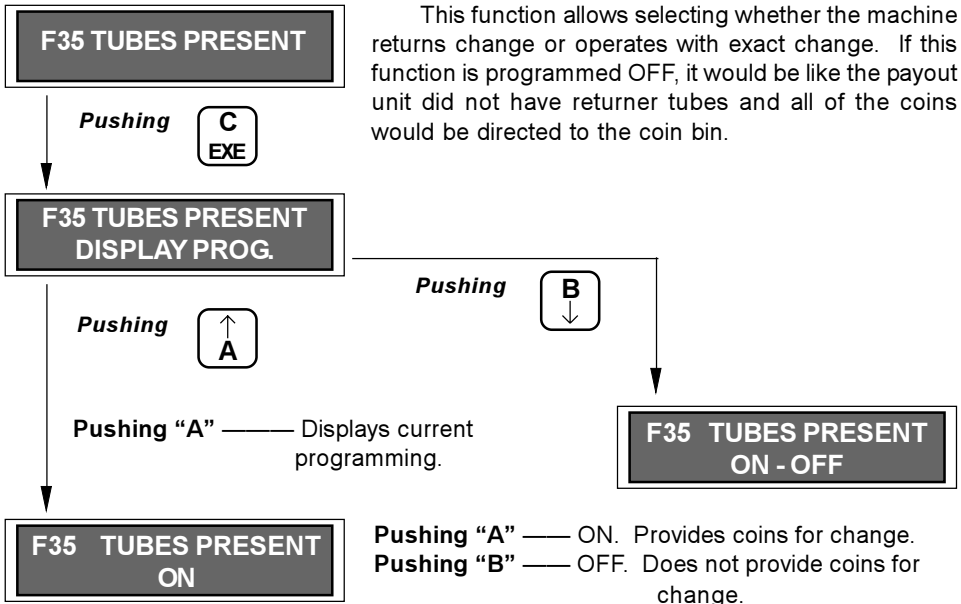 F35 TUBES PRESENT
This function allows selecting whether the machine
returns change or operates with exact change. If this
function is programmed OFF, it would be like the payout
unit did not have returner tubes and all of the coins
would be directed to the coin bin.
Pushing
C
EXE
F35 TUBES PRESENT
DISPLAY PROG.
Pushing
B
↓
Pushing
↑
A
Pushing “A” ——— Displays current
programming.
F35 TUBES PRESENT
ON - OFF
F35 TUBES PRESENT
ON
Pushing “A” —— ON. Provides coins for change.
Pushing “B” —— OFF. Does not provide coins for
change.